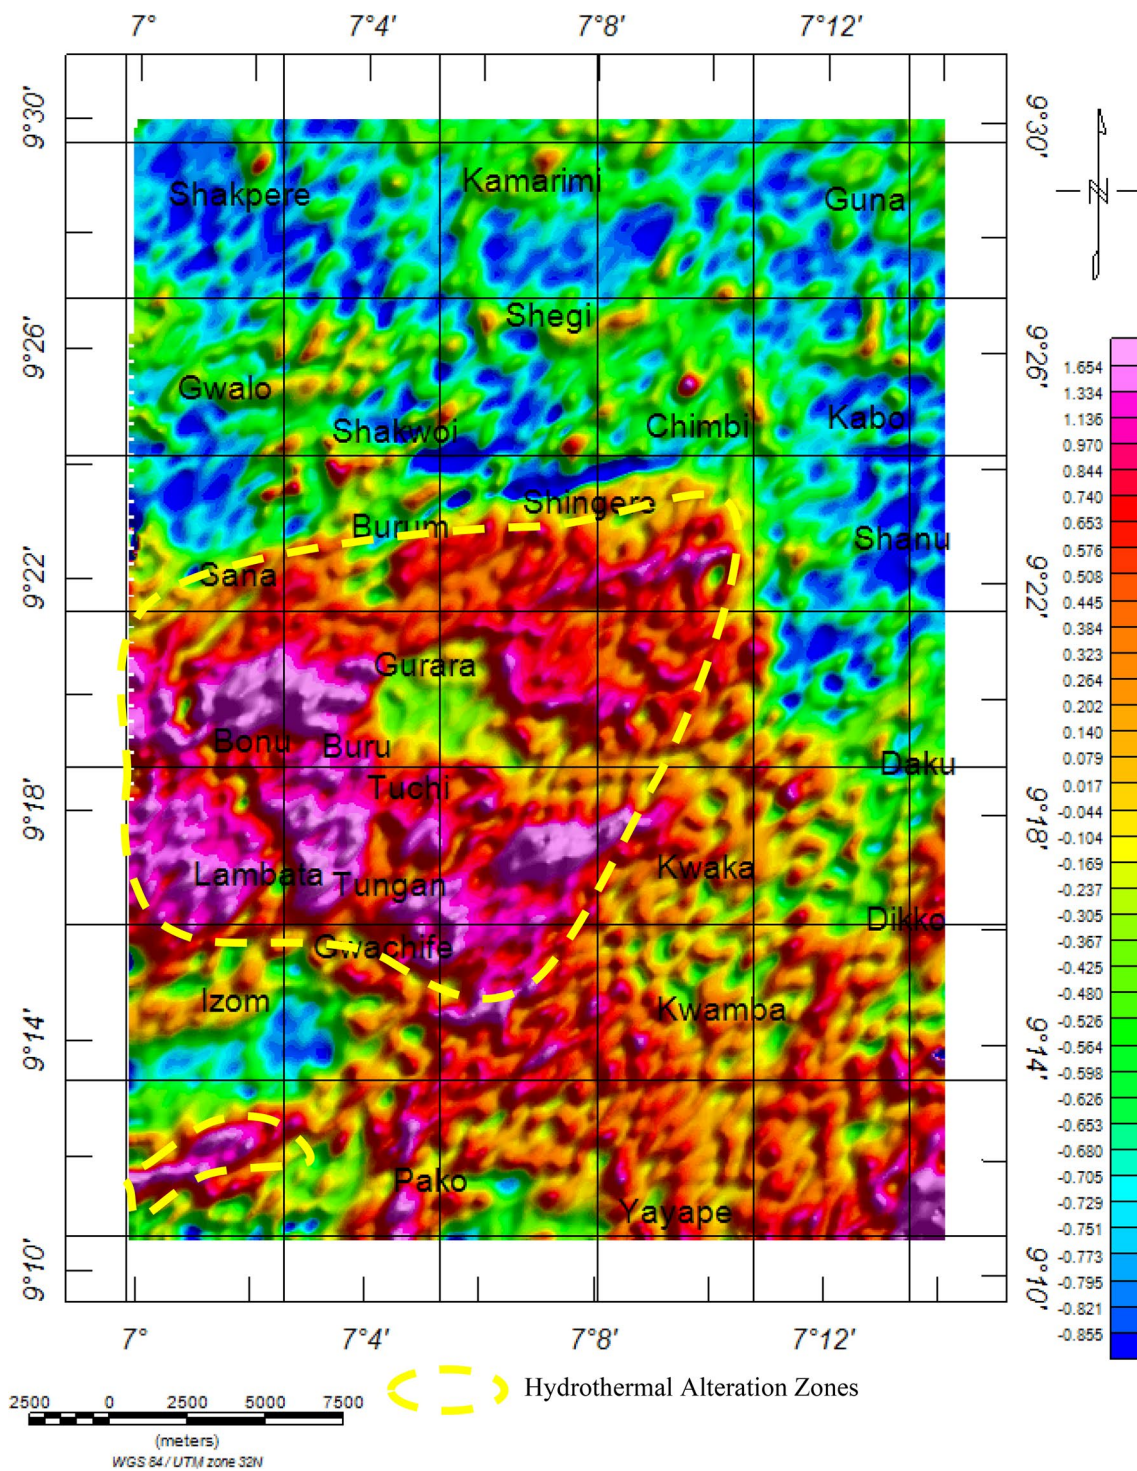 7° 7°4' 7°8' 7°12'
9°30' 9°30'
N
Shakpere Kamarimi Guna
Shegi
9°26' 9°26'
Gwalo
Shakwoi Chimbi Kabo
Burum Shingere Shanu
Sana
9°22' 9°22'
Gurara
Bonu Buru
Tuchi Daku
9°18' 9°18'
Lambata Tungan Kwaka
Dikko
Gwachife
Izom Kwamba
9°14' 9°14'
Pako Yayape
9°10' 9°10'
7° 7°4' 7°8' 7°12'
1.654
1.334
1.136
0.970
0.844
0.740
0.653
0.576
0.508
0.445
0.384
0.323
0.264
0.202
0.140
0.079
0.017
-0.044
-0.104
-0.169
-0.237
-0.305
-0.367
-0.425
-0.480
-0.526
-0.564
-0.598
-0.626
-0.653
-0.680
-0.705
-0.729
-0.751
-0.773
-0.795
-0.821
-0.855
Hydrothermal Alteration Zones
2500 0 2500 5000 7500
(meters)
WGS 84 / UTM zone 32N